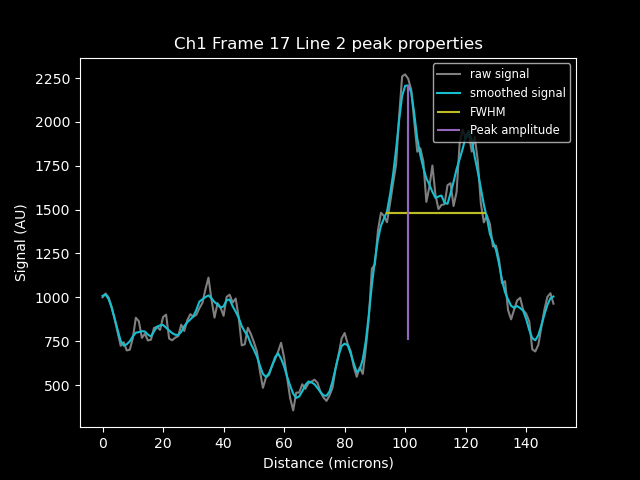 Ch1 Frame 17 Line 2 peak properties
raw signal
smoothed signal
FWHM
Peak amplitude
Signal (AU)
2250
2000
1750
1500
1250
1000
750
500
0 20 40 60 80 100 120 140
Distance (microns)